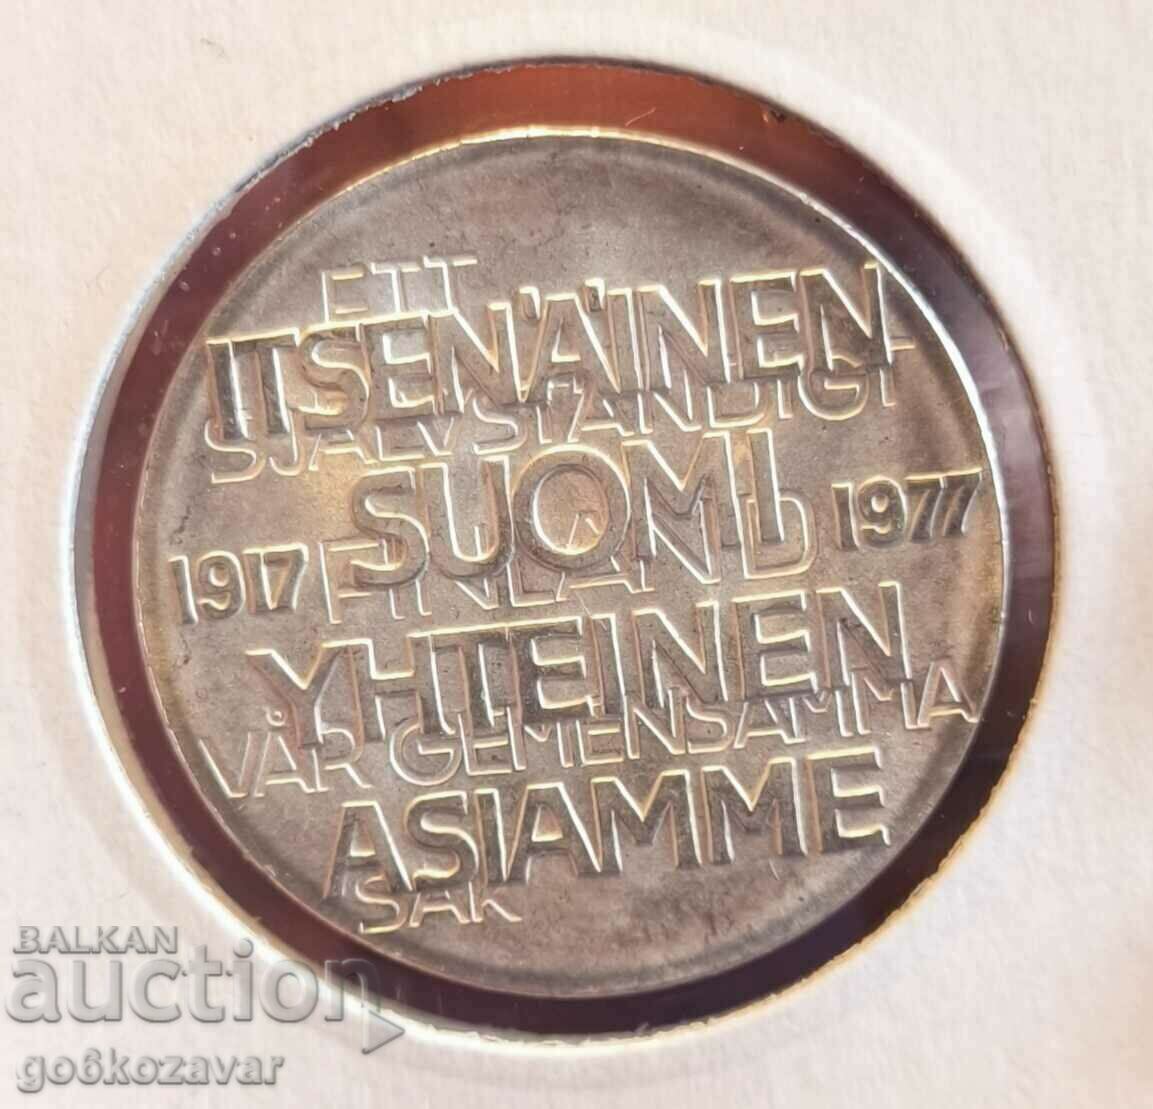 ETT
ITSENÄINEN
SJÄLVSTÄNDIGT
SUOMI
1917 FINLAND 1977
YHTEINEN
VÅR GEMENSAMMA
ASIAMME
SAK
BALKAN
auction
go6kozavar